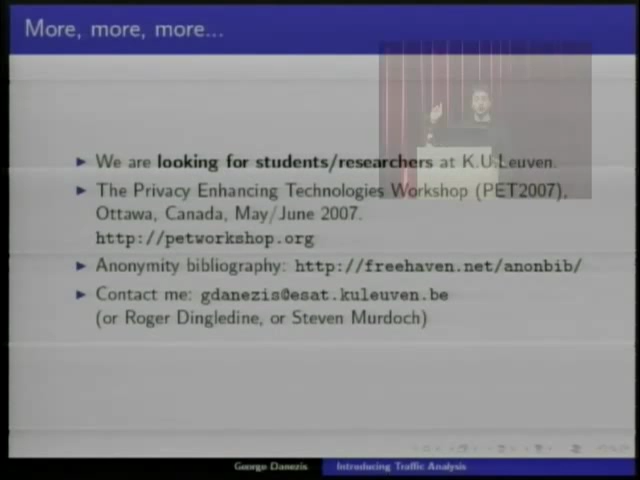 More, more, more...
We are looking for students/researchers at K.U.Leuven.
The Privacy Enhancing Technologies Workshop (PET2007),
Ottawa, Canada, May/June 2007.
http://petworkshop.org
Anonymity bibliography: http://freehaven.net/anonbib/
Contact me: gdanezis@esat.kuleuven.be
(or Roger Dingledine, or Steven Murdoch)
George Danezis Introducing Traffic Analysis